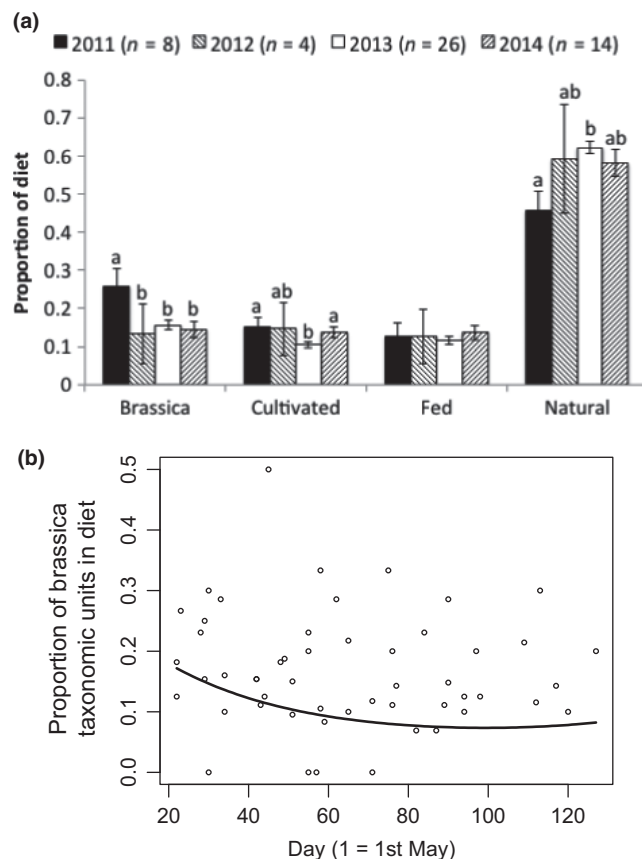 (a)
2011 (n = 8) 2012 (n = 4) 2013 (n = 26) 2014 (n = 14)
Proportion of diet
0.8
0.7
0.6
0.5
0.4
0.3
0.2
0.1
0
a b b b
a ab b a
a ab b ab
Brassica Cultivated Fed Natural
(b)
Proportion of brassica
taxonomic units in diet
0.5
0.4
0.3
0.2
0.1
0.0
20 40 60 80 100 120
Day (1 = 1st May)